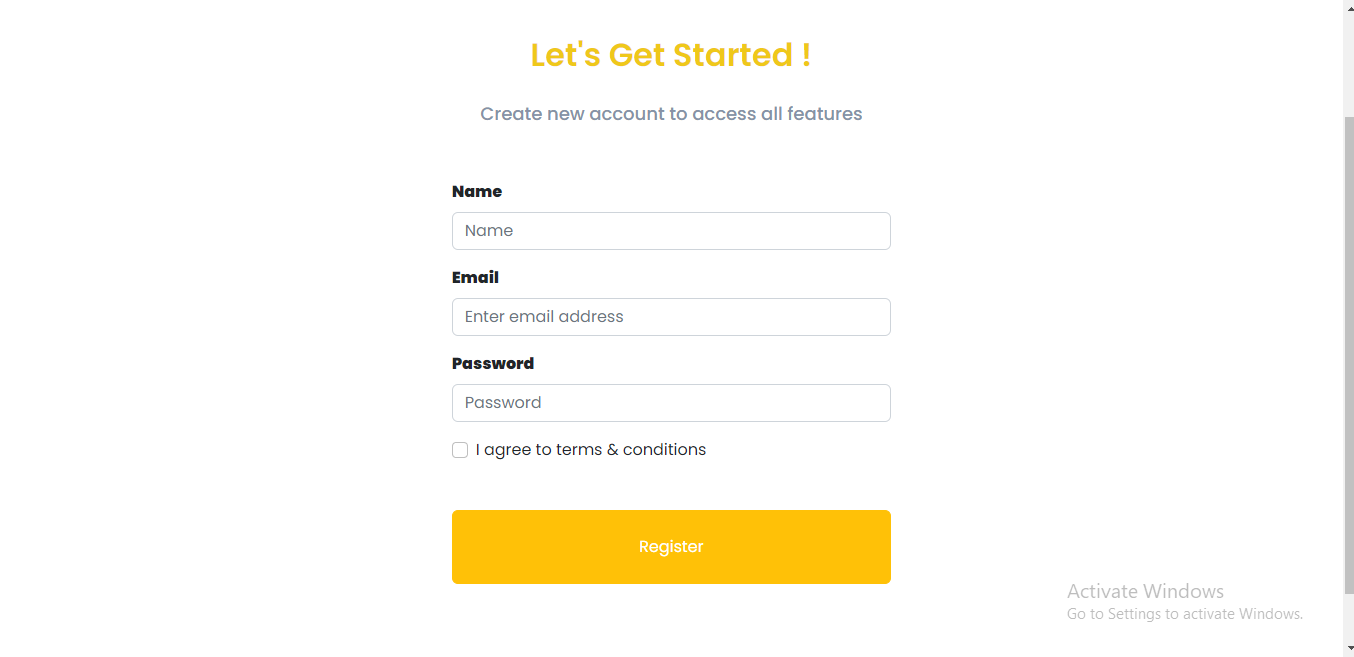 Let's Get Started !
Create new account to access all features
Name
Name
Email
Enter email address
Password
Password
I agree to terms & conditions
Register
Activate Windows
Go to Settings to activate Windows.